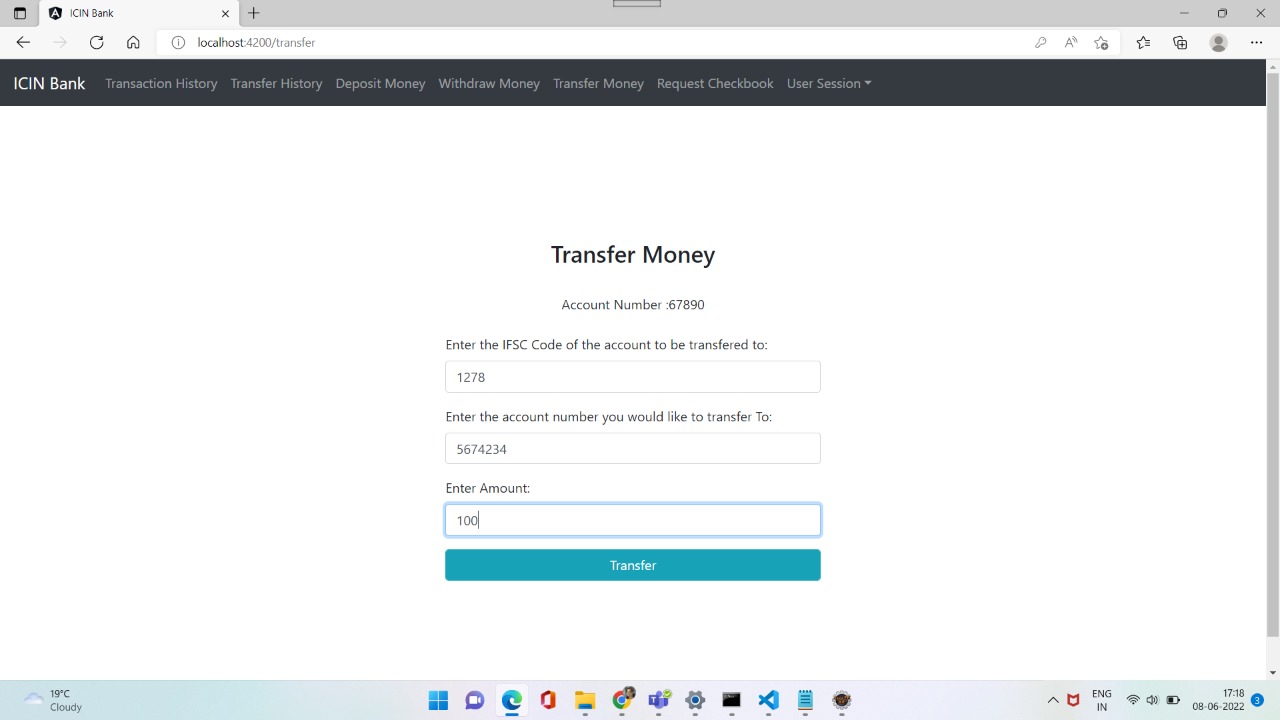 ICIN Bank
localhost:4200/transfer
ICIN Bank Transaction History Transfer History Deposit Money Withdraw Money Transfer Money Request Checkbook User Session
Transfer Money
Account Number :67890
Enter the IFSC Code of the account to be transfered to:
1278
Enter the account number you would like to transfer To:
5674234
Enter Amount:
100
Transfer
19°C
Cloudy
ENG
IN
17:18
08-06-2022
3